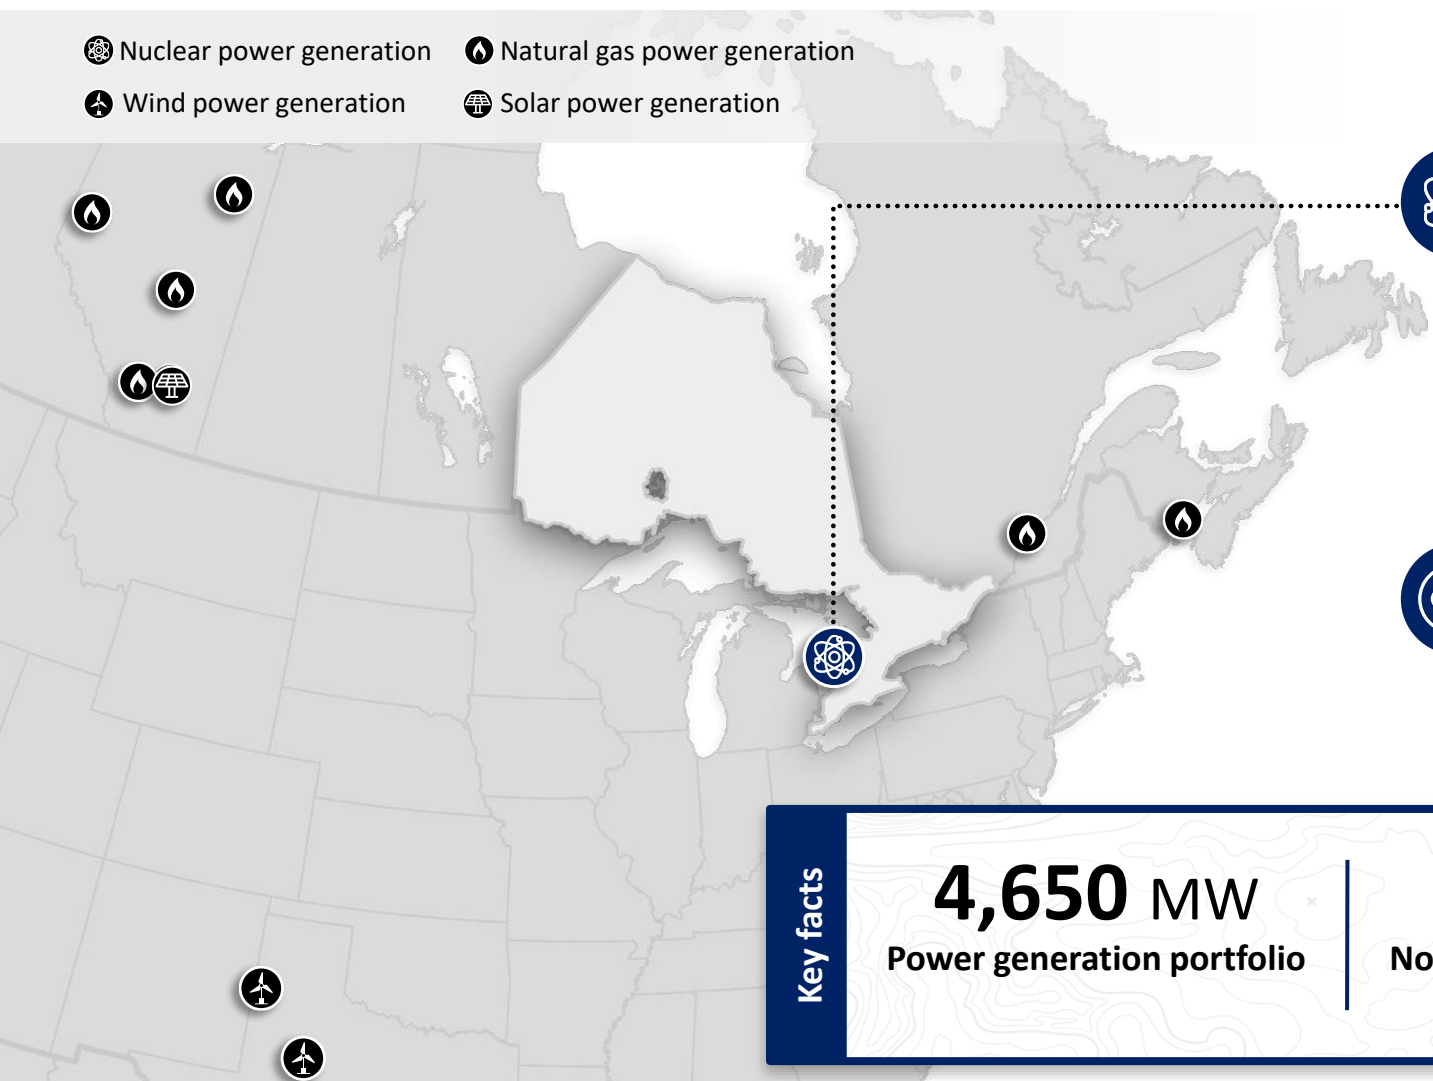 Nuclear power generation
Natural gas power generation
Wind power generation
Solar power generation
Key facts
4,650 MW
Power generation portfolio
No